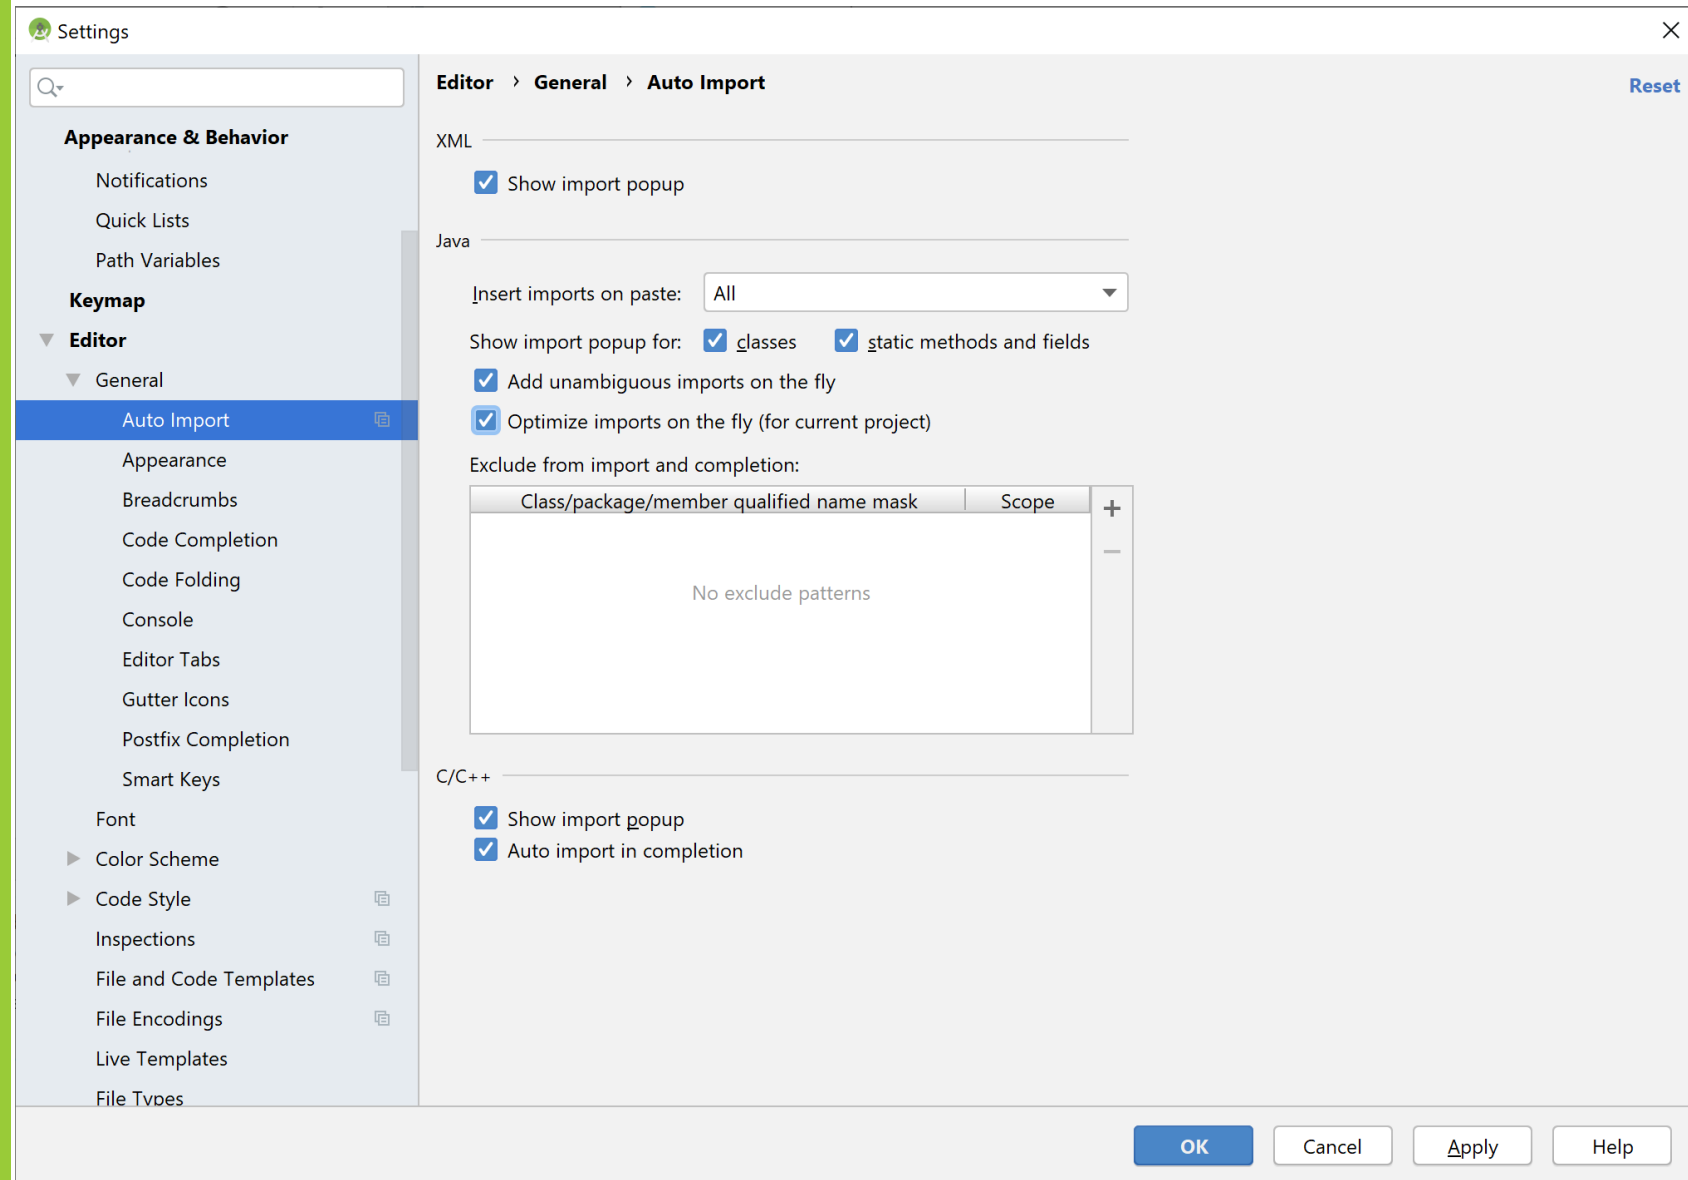 Settings
Appearance & Behavior
Notifications
Quick Lists
Path Variables
Keymap
Editor
General
Auto Import
Appearance
Breadcrumbs
Code Completion
Code Folding
Console
Editor Tabs
Gutter Icons
Postfix Completion
Smart Keys
Font
Color Scheme
Code Style
Inspections
File and Code Templates
File Encodings
Live Templates
File Types
Editor › General › Auto Import
Reset
XML
Show import popup
Java
Insert imports on paste: All
Show import popup for: classes static methods and fields
Add unambiguous imports on the fly
Optimize imports on the fly (for current project)
Exclude from import and completion:
Class/package/member qualified name mask Scope
No exclude patterns
C/C++
Show import popup
Auto import in completion
OK Cancel Apply Help